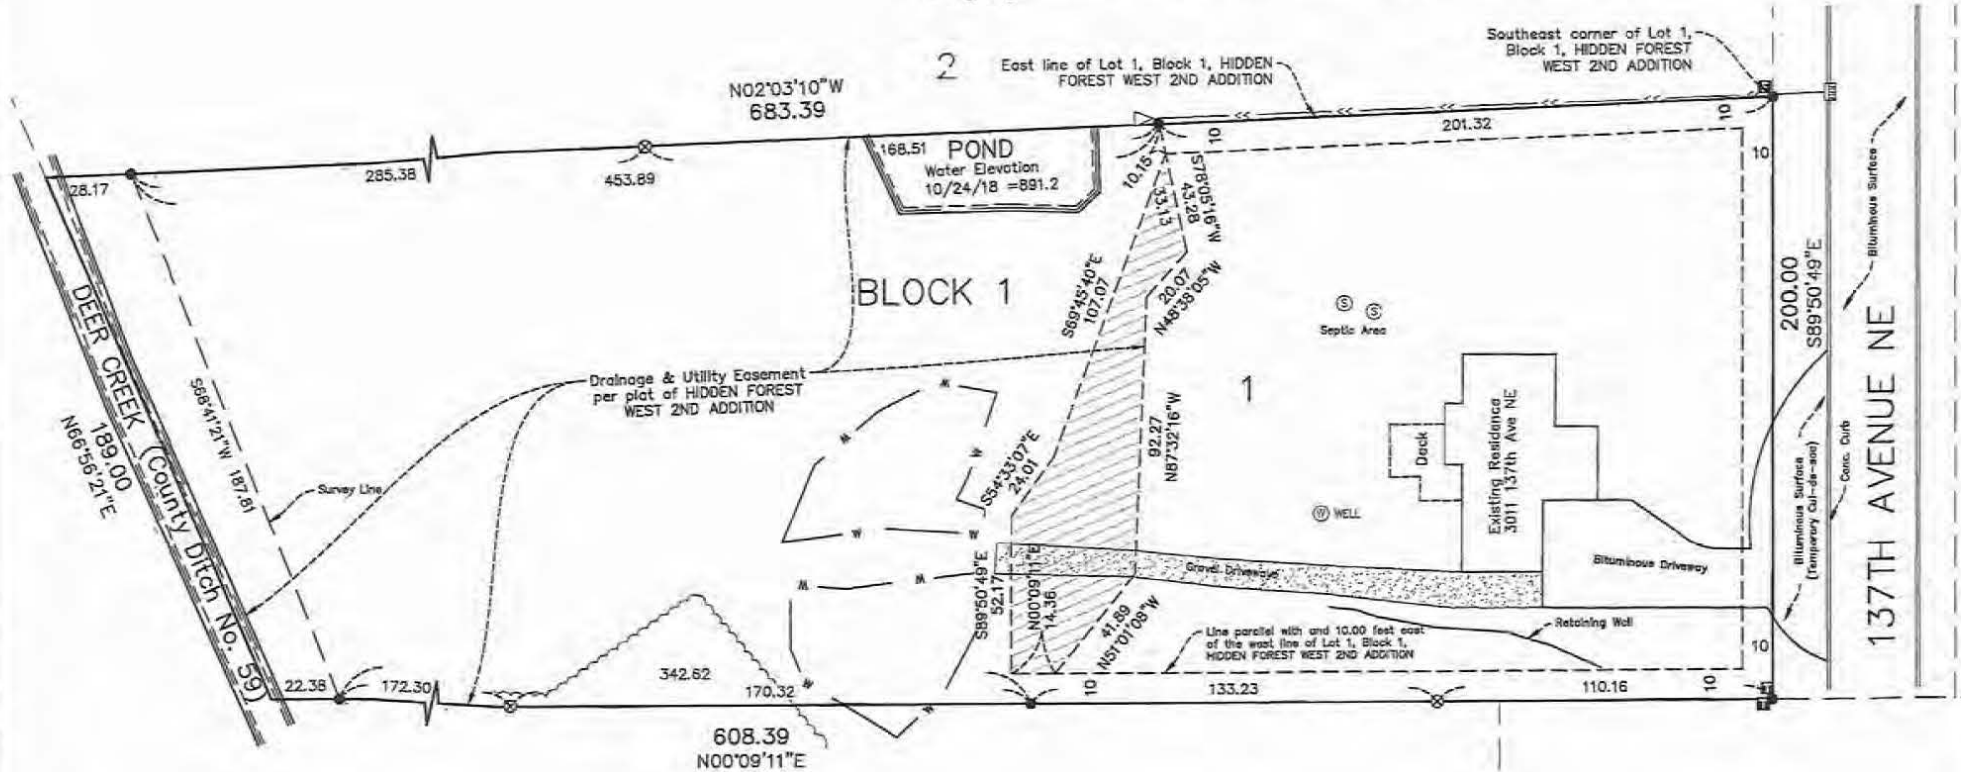 2
N02°03'10"W
683.39
East line of Lot 1, Block 1, HIDDEN
FOREST WEST 2ND ADDITION
Southeast corner of Lot 1,
Block 1, HIDDEN FOREST
WEST 2ND ADDITION
28.17
285.38
453.89
168.51
POND
Water Elevation
10/24/18 =891.2
10.15
33.13
S78°05'16"W
43.28
10
201.32
10
10
Bituminous Surface
200.00
S89°50'49"E
137TH AVENUE NE
BLOCK 1
S69°45'40"E
107.07
20.07
N48°38'05"W
S
S
Septic Area
1
DEER CREEK (County Ditch No. 59)
189.00
N66°56'21"E
S68°41'21"W 187.81
Survey Line
Drainage & Utility Easement
per plat of HIDDEN FOREST
WEST 2ND ADDITION
W
W
W
W
W
W
W
W
W
S54°33'07"E
24.01
92.27
N87°32'16"W
Deck
Existing Residence
3011 137th Ave NE
W WELL
Gravel Driveway
Bituminous Driveway
Bituminous Surface
(Temporary Cul-de-sac)
Conc. Curb
S89°50'49"E
52.17
N00°09'11"E
14.36
41.89
N51°01'08"W
Line parallel with and 10.00 feet east
of the west line of Lot 1, Block 1,
HIDDEN FOREST WEST 2ND ADDITION
Retaining Wall
22.38
172.30
342.62
170.32
10
133.23
110.16
10
10
608.39
N00°09'11"E